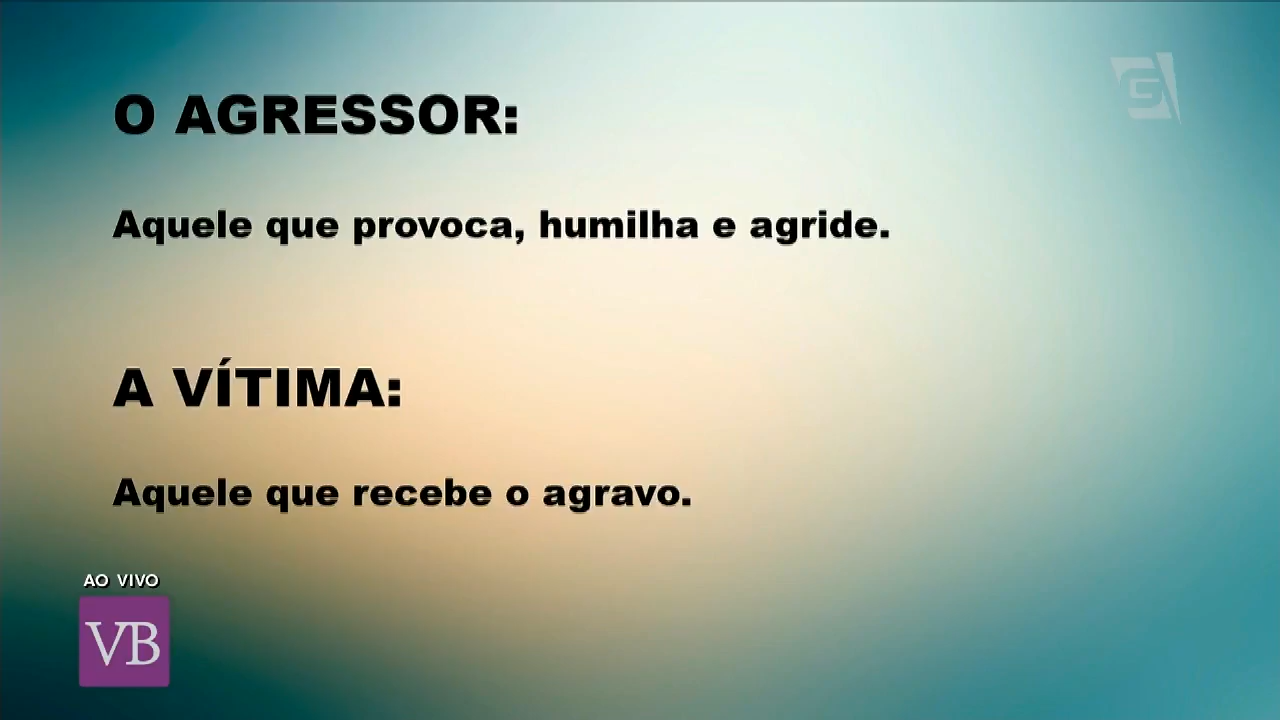 O AGRESSOR:
Aquele que provoca, humilha e agride.
A VÍTIMA:
Aquele que recebe o agravo.
AO VIVO
VB